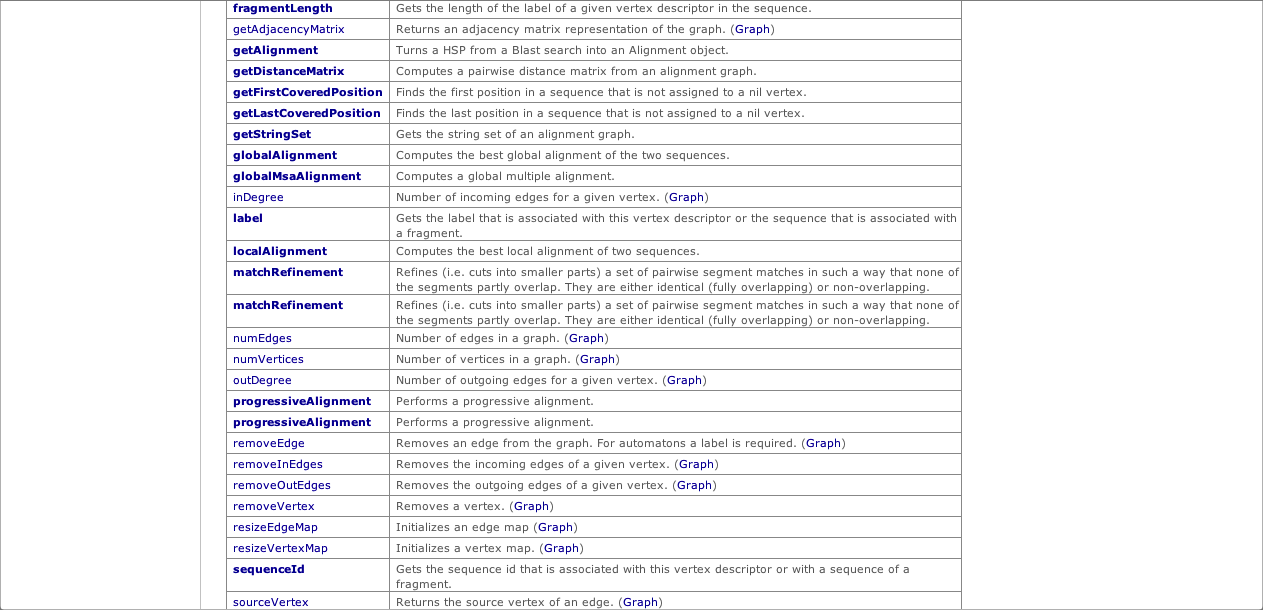 fragmentLength Gets the length of the label of a given vertex descriptor in the sequence.
getAdjacencyMatrix Returns an adjacency matrix representation of the graph. (Graph)
getAlignment Turns a HSP from a Blast search into an Alignment object.
getDistanceMatrix Computes a pairwise distance matrix from an alignment graph.
getFirstCoveredPosition Finds the first position in a sequence that is not assigned to a nil vertex.
getLastCoveredPosition Finds the last position in a sequence that is not assigned to a nil vertex.
getStringSet Gets the string set of an alignment graph.
globalAlignment Computes the best global alignment of the two sequences.
globalMsaAlignment Computes a global multiple alignment.
inDegree Number of incoming edges for a given vertex. (Graph)
label Gets the label that is associated with this vertex descriptor or the sequence that is associated with
a fragment.
localAlignment Computes the best local alignment of two sequences.
matchRefinement Refines (i.e. cuts into smaller parts) a set of pairwise segment matches in such a way that none of
the segments partly overlap. They are either identical (fully overlapping) or non-overlapping.
matchRefinement Refines (i.e. cuts into smaller parts) a set of pairwise segment matches in such a way that none of
the segments partly overlap. They are either identical (fully overlapping) or non-overlapping.
numEdges Number of edges in a graph. (Graph)
numVertices Number of vertices in a graph. (Graph)
outDegree Number of outgoing edges for a given vertex. (Graph)
progressiveAlignment Performs a progressive alignment.
progressiveAlignment Performs a progressive alignment.
removeEdge Removes an edge from the graph. For automatons a label is required. (Graph)
removeInEdges Removes the incoming edges of a given vertex. (Graph)
removeOutEdges Removes the outgoing edges of a given vertex. (Graph)
removeVertex Removes a vertex. (Graph)
resizeEdgeMap Initializes an edge map (Graph)
resizeVertexMap Initializes a vertex map. (Graph)
sequenceId Gets the sequence id that is associated with this vertex descriptor or with a sequence of a
fragment.
sourceVertex Returns the source vertex of an edge. (Graph)